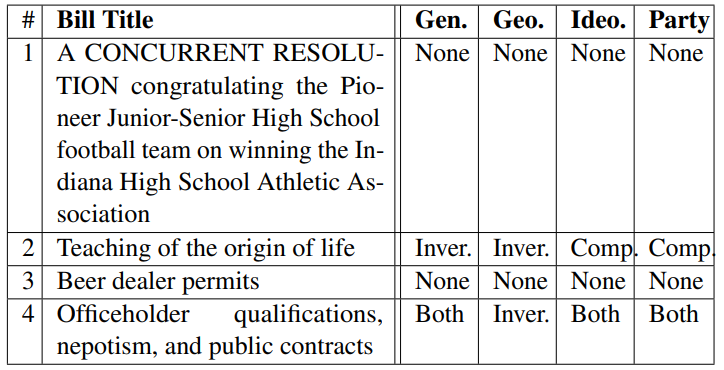 # Bill Title Gen. Geo. Ideo. Party
1 A CONCURRENT RESOLU- None None None None
TION congratulating the Pio-
neer Junior-Senior High School
football team on winning the In-
diana High School Athletic As-
sociation
2 Teaching of the origin of life Inver. Inver. Comp. Comp.
3 Beer dealer permits None None None None
4 Officeholder qualifications, Both Inver. Both Both
nepotism, and public contracts